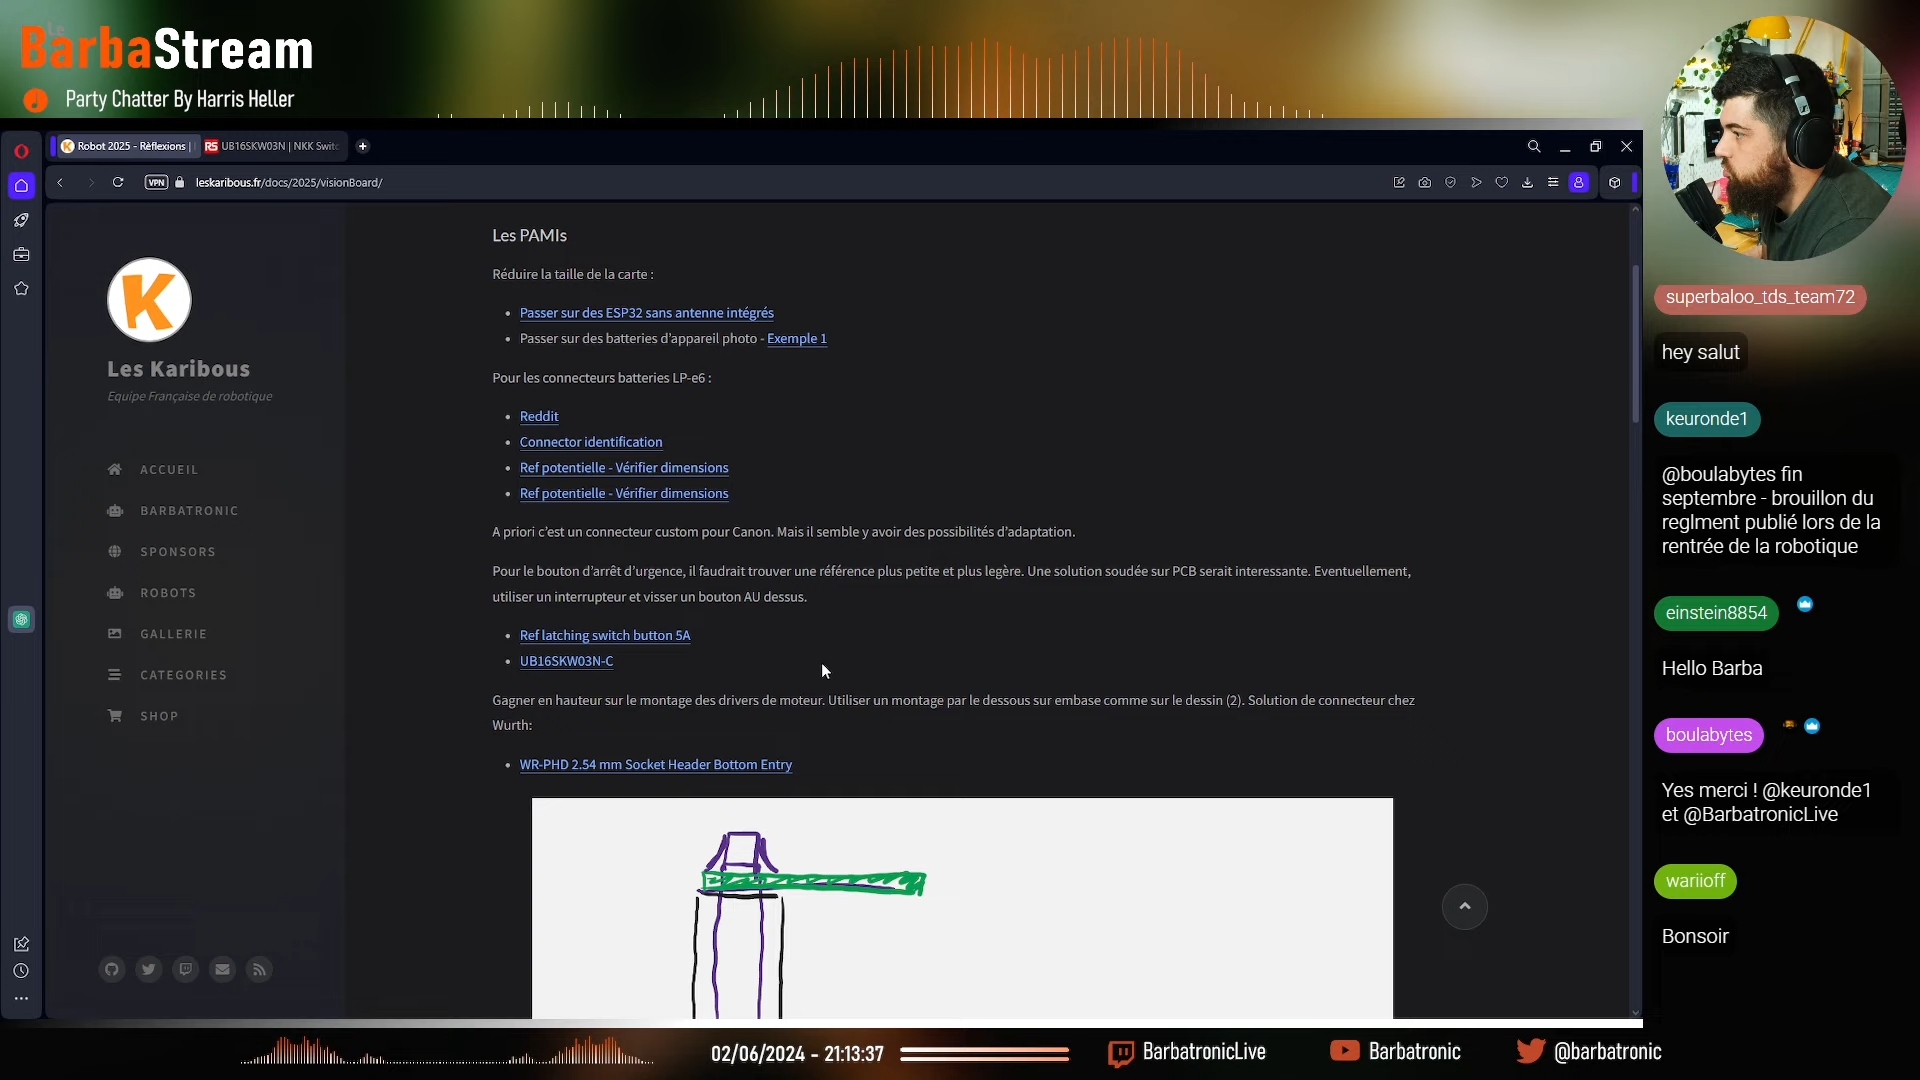 Le
BarbaStream
Party Chatter By Harris Heller
Robot 2025 - Réflexions |
RS UB16SKW03N | NKK Switc
VPN
leskaribous.fr/docs/2025/visionBoard/
K
Les Karibous
Equipe Française de robotique
ACCUEIL
BARBATRONIC
SPONSORS
ROBOTS
GALLERIE
CATEGORIES
SHOP
Les PAMIs
Réduire la taille de la carte :
Passer sur des ESP32 sans antenne intégrés
Passer sur des batteries d'appareil photo - Exemple 1
Pour les connecteurs batteries LP-e6 :
Reddit
Connector identification
Ref potentielle - Vérifier dimensions
Ref potentielle - Vérifier dimensions
A priori c'est un connecteur custom pour Canon. Mais il semble y avoir des possibilités d'adaptation.
Pour le bouton d'arrêt d'urgence, il faudrait trouver une référence plus petite et plus legère. Une solution soudée sur PCB serait interessante. Eventuellement,
utiliser un interrupteur et visser un bouton AU dessus.
Ref latching switch button 5A
UB16SKW03N-C
Gagner en hauteur sur le montage des drivers de moteur. Utiliser un montage par le dessous sur embase comme sur le dessin (2). Solution de connecteur chez
Wurth:
WR-PHD 2.54 mm Socket Header Bottom Entry
superbaloo_tds_team72
hey salut
keuronde1
@boulabytes fin
septembre - brouillon du
reglment publié lors de la
rentrée de la robotique
einstein8854
Hello Barba
boulabytes
Yes merci ! @keuronde1
et @BarbatronicLive
wariioff
Bonsoir
02/06/2024 - 21:13:37
BarbatronicLive
Barbatronic
@barbatronic